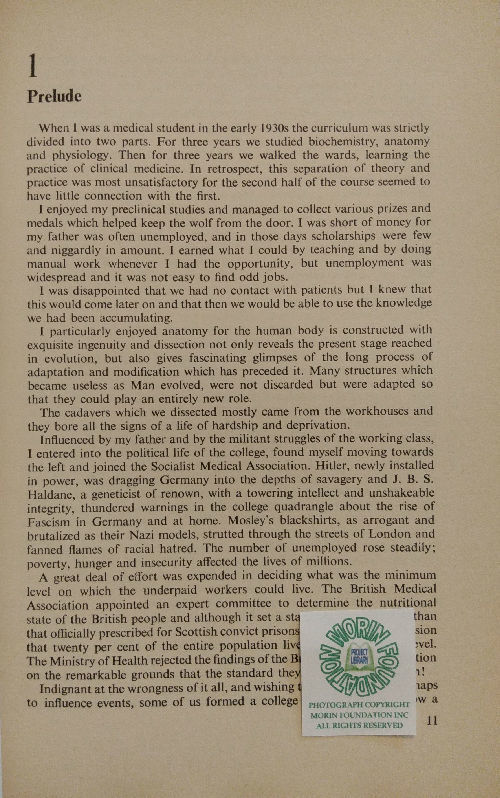 1
Prelude
When I was a medical student in the early 1930s the curriculum was strictly
divided into two parts. For three years we studied biochemistry, anatomy
and physiology. Then for three years we walked the wards, learning the
practice of clinical medicine. In retrospect, this separation of theory and
practice was most unsatisfactory for the second half of the course seemed to
have little connection with the first.
I enjoyed my preclinical studies and managed to collect various prizes and
medals which helped keep the wolf from the door. I was short of money for
my father was often unemployed, and in those days scholarships were few
and niggardly in amount. I earned what I could by teaching and by doing
manual work whenever I had the opportunity, but unemployment was
widespread and it was not easy to find odd jobs.
I was disappointed that we had no contact with patients but I knew that
this would come later on and that then we would be able to use the knowledge
we had been accumulating.
I particularly enjoyed anatomy for the human body is constructed with
exquisite ingenuity and dissection not only reveals the present stage reached
in evolution, but also gives fascinating glimpses of the long process of
adaptation and modification which has preceded it. Many structures which
became useless as Man evolved, were not discarded but were adapted so
that they could play an entirely new role.
The cadavers which we dissected mostly came from the workhouses and
they bore all the signs of a life of hardship and deprivation.
Influenced by my father and by the militant struggles of the working class,
I entered into the political life of the college, found myself moving towards
the left and joined the Socialist Medical Association. Hitler, newly installed
in power, was dragging Germany into the depths of savagery and J. B. S.
Haldane, a geneticist of renown, with a towering intellect and unshakeable
integrity, thundered warnings in the college quadrangle about the rise of
Fascism in Germany and at home. Mosley's blackshirts, as arrogant and
brutalized as their Nazi models, strutted through the streets of London and
fanned flames of racial hatred. The number of unemployed rose steadily;
poverty, hunger and insecurity affected the lives of millions.
A great deal of effort was expended in deciding what was the minimum
level on which the underpaid workers could live. The British Medical
Association appointed an expert committee to determine the nutritional
state of the British people and although it set a sta than
that officially prescribed for Scottish convict prisons sion
that twenty per cent of the entire population live evel.
The Ministry of Health rejected the findings of the B tion
on the remarkable grounds that the standard they !
Indignant at the wrongness of it all, and wishing haps
to influence events, some of us formed a college w a
MORIN FOUNDATION
PROJECT
LIBRARY
PHOTOGRAPH COPYRIGHT
MORIN FOUNDATION INC
ALL RIGHTS RESERVED
11